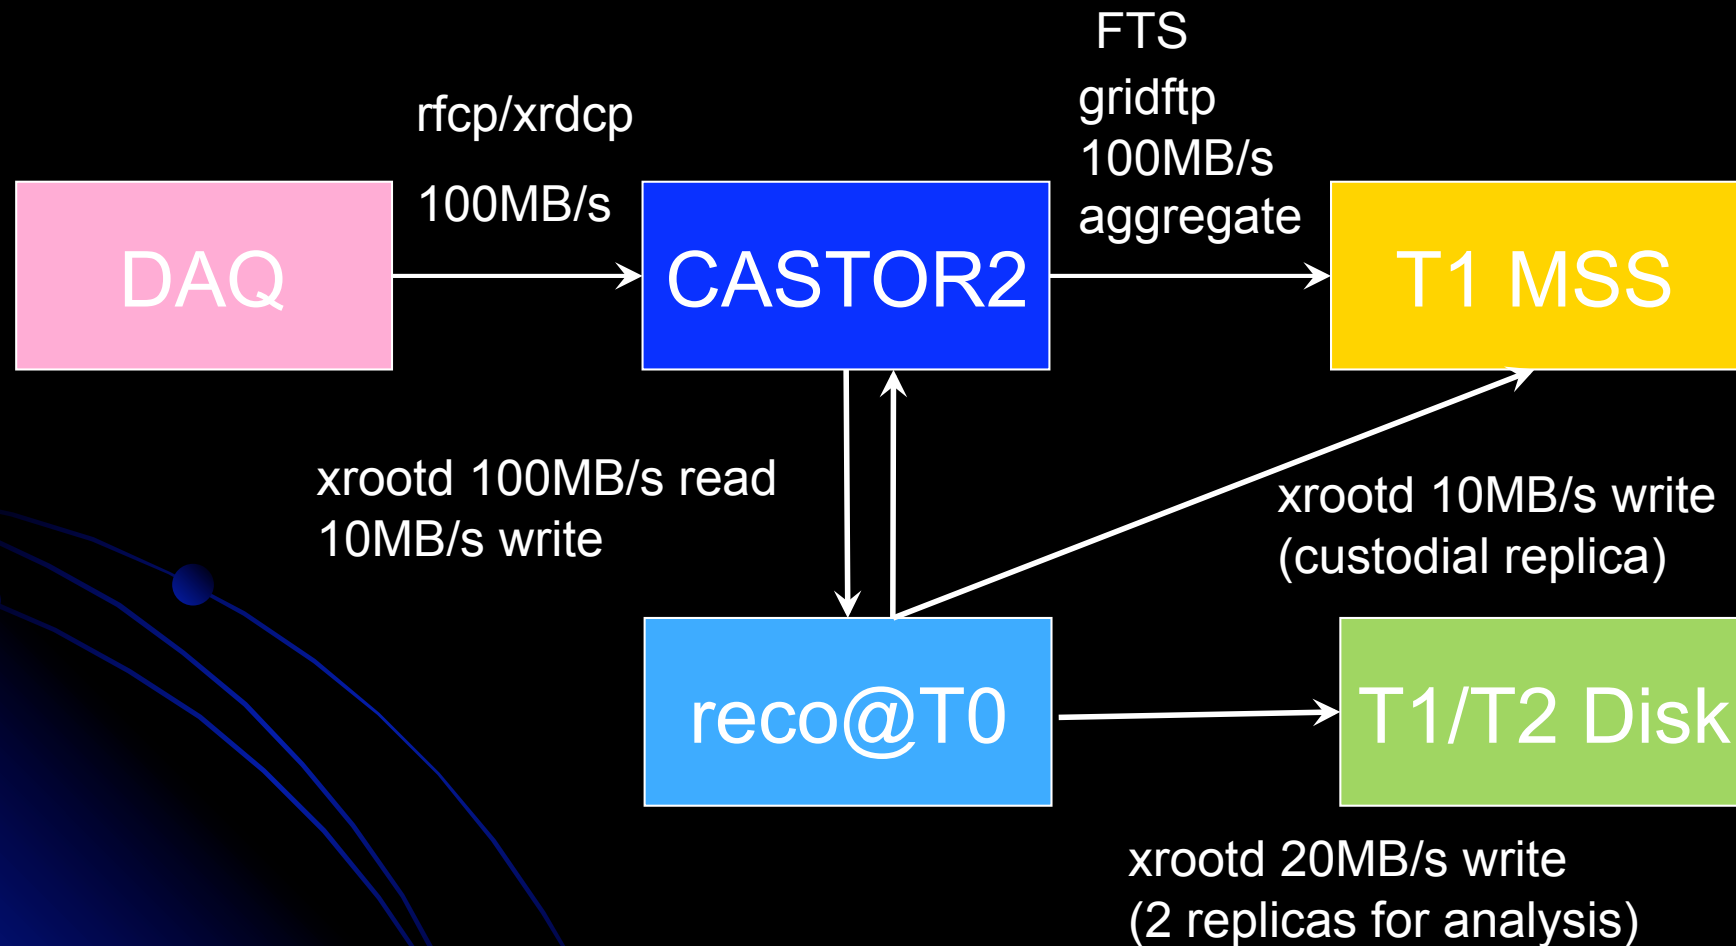 FTS
gridftp
100MB/s
aggregate
rfcp/xrdcp
100MB/s
DAQ
CASTOR2
T1 MSS
xrootd 100MB/s read
10MB/s write
xrootd 10MB/s write
(custodial replica)
reco@T0
T1/T2 Disk
xrootd 20MB/s write
(2 replicas for analysis)